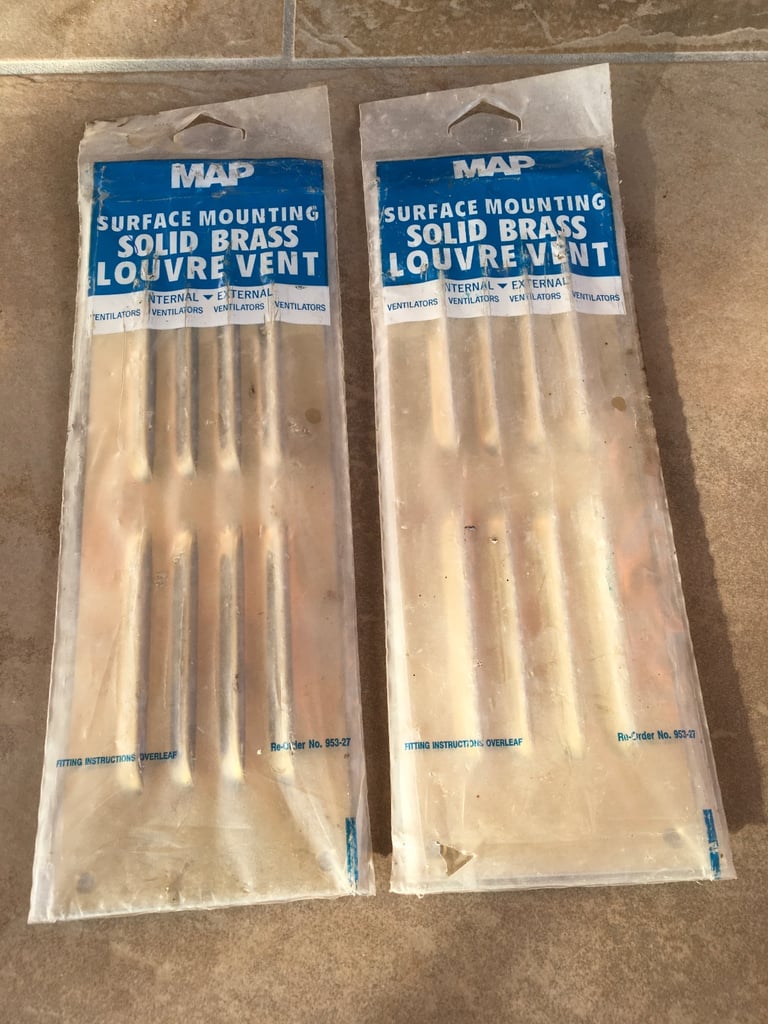 MAP
SURFACE MOUNTING
SOLID BRASS
LOUVRE VENT
INTERNAL EXTERNAL
VENTILATORS VENTILATORS VENTILATORS VENTILATORS
FITTING INSTRUCTIONS OVERLEAF
Re-Order No. 953-27
MAP
SURFACE MOUNTING
SOLID BRASS
LOUVRE VENT
INTERNAL EXTERNAL
VENTILATORS VENTILATORS VENTILATORS VENTILATORS
FITTING INSTRUCTIONS OVERLEAF
Re-Order No. 953-27